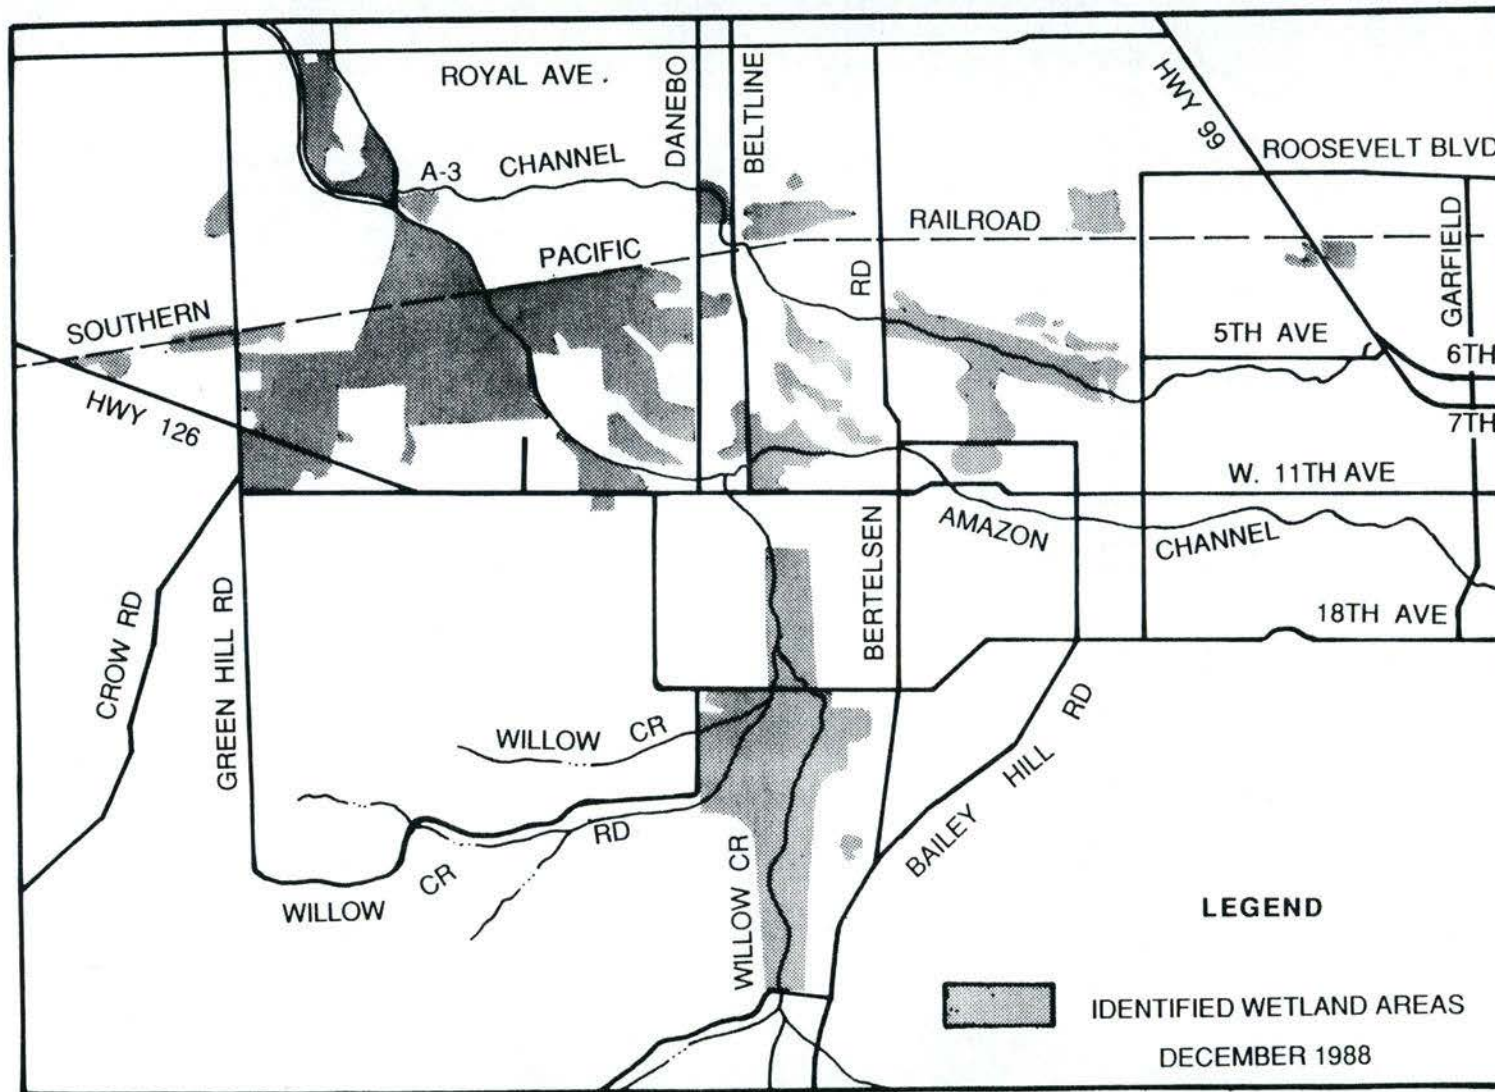 ROYAL AVE.
DANEBO
BELTLINE
HWY 99
ROOSEVELT BLVD
A-3 CHANNEL
GARFIELD
RAILROAD
PACIFIC
SOUTHERN
RD
5TH AVE
6TH
7TH
HWY 126
W. 11TH AVE
AMAZON
CHANNEL
BERTELSEN
18TH AVE
CROW RD
GREEN HILL RD
WILLOW CR
BAILEY HILL RD
WILLOW CR RD
WILLOW CR
LEGEND
IDENTIFIED WETLAND AREAS
DECEMBER 1988